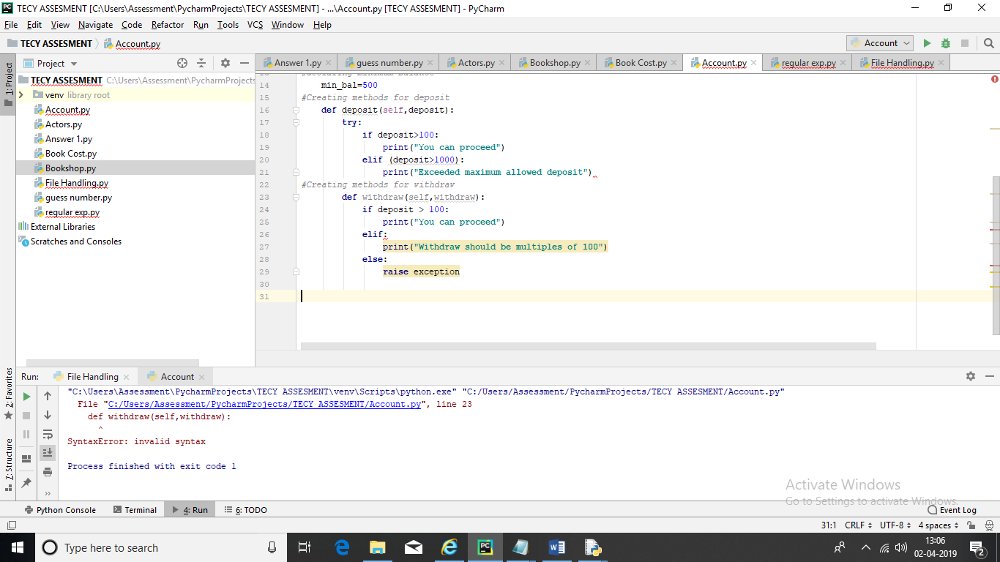 TECY ASSESMENT [C:\Users\Assessment\PycharmProjects\TECY ASSESMENT] - ...\Account.py [TECY ASSESMENT] - PyCharm
File Edit View Navigate Code Refactor Run Tools VCS Window Help
TECY ASSESMENT Account.py Account
1: Project
Project
Answer 1.py guess number.py Actors.py Bookshop.py Book Cost.py Account.py regular exp.py File Handling.py
TECY ASSESMENT C:\Users\Assessment\PycharmProjects
venv library root
Account.py
Actors.py
Answer 1.py
Book Cost.py
Bookshop.py
File Handling.py
guess number.py
regular exp.py
External Libraries
Scratches and Consoles
14 min_bal=500
15 #Creating methods for deposit
16 def deposit(self,deposit):
17 try:
18 if deposit>100:
19 print("You can proceed")
20 elif (deposit>1000):
21 print("Exceeded maximum allowed deposit")
22 #Creating methods for withdraw
23 def withdraw(self,withdraw):
24 if deposit > 100:
25 print("You can proceed")
26 elif:
27 print("Withdraw should be multiples of 100")
28 else:
29 raise exception
30
31
2: Favorites
7: Structure
Run: File Handling Account
"C:\Users\Assessment\PycharmProjects\TECY ASSESMENT\venv\Scripts\python.exe" "C:/Users/Assessment/PycharmProjects/TECY ASSESMENT/Account.py"
File "C:/Users/Assessment/PycharmProjects/TECY ASSESMENT/Account.py", line 23
def withdraw(self,withdraw):
^
SyntaxError: invalid syntax
Process finished with exit code 1
Activate Windows
Go to Settings to activate Windows.
Python Console Terminal 4: Run 6: TODO Event Log
31:1 CRLF UTF-8 4 spaces
Type here to search
13:06
02-04-2019
2